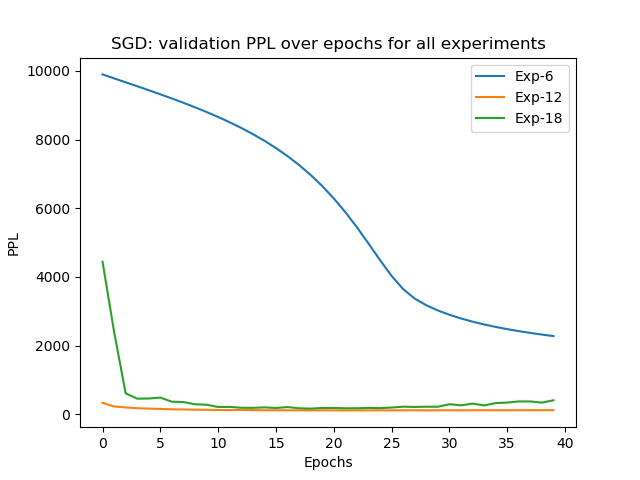 SGD: validation PPL over epochs for all experiments
10000
8000
6000
4000
2000
0
PPL
Exp-6
Exp-12
Exp-18
0 5 10 15 20 25 30 35 40
Epochs